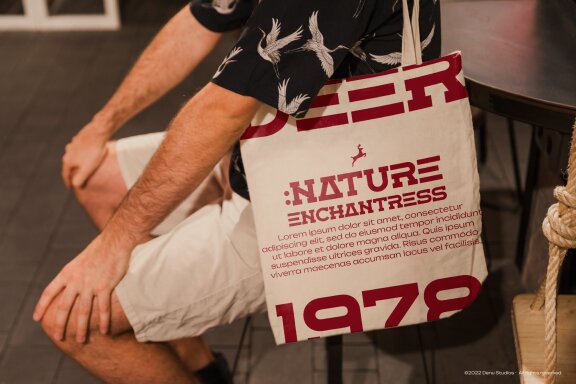 DEER
:NATURE
ENCHANTRESS
Lorem ipsum dolor sit amet, consectetur
adipiscing elit, sed do eiusmod tempor incididunt
ut labore et dolore magna aliqua. Quis ipsum
suspendisse ultrices gravida. Risus commodo
viverra maecenas accumsan lacus vel facilisis.
1978
©2022 Denu Studios - All rights reserved